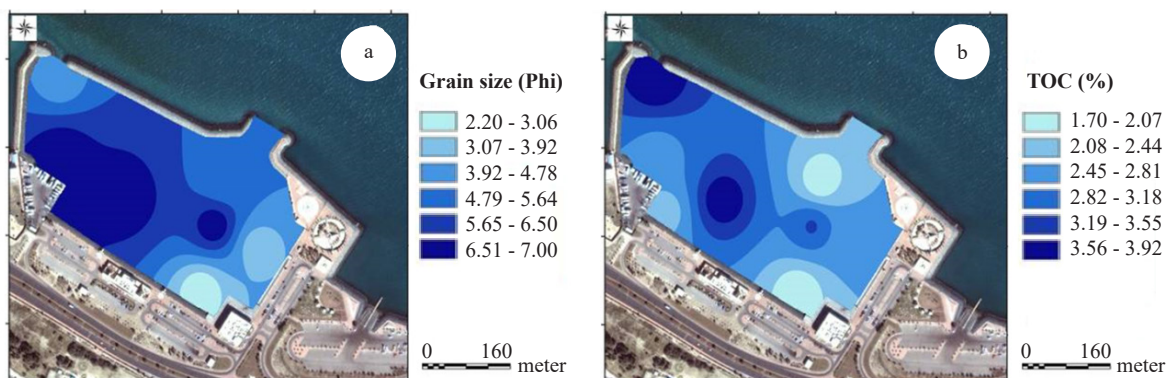 a
Grain size (Phi)
2.20 - 3.06
3.07 - 3.92
3.92 - 4.78
4.79 - 5.64
5.65 - 6.50
6.51 - 7.00
0 160
meter
b
TOC (%)
1.70 - 2.07
2.08 - 2.44
2.45 - 2.81
2.82 - 3.18
3.19 - 3.55
3.56 - 3.92
0 160
meter